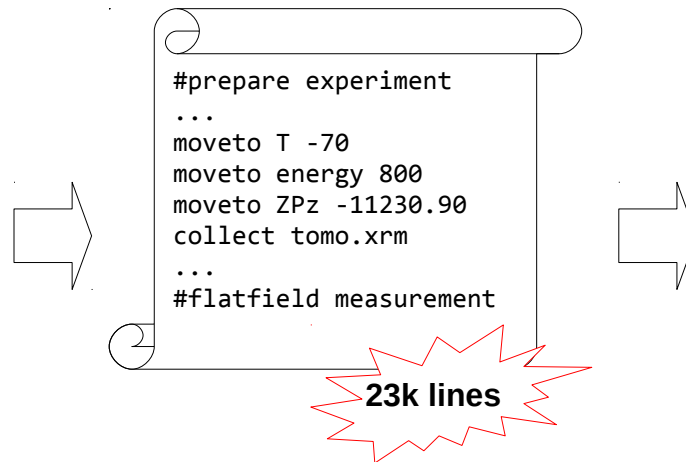 #prepare experiment
...
moveto T -70
moveto energy 800
moveto ZPz -11230.90
collect tomo.xrm
...
#flatfield measurement
23k lines